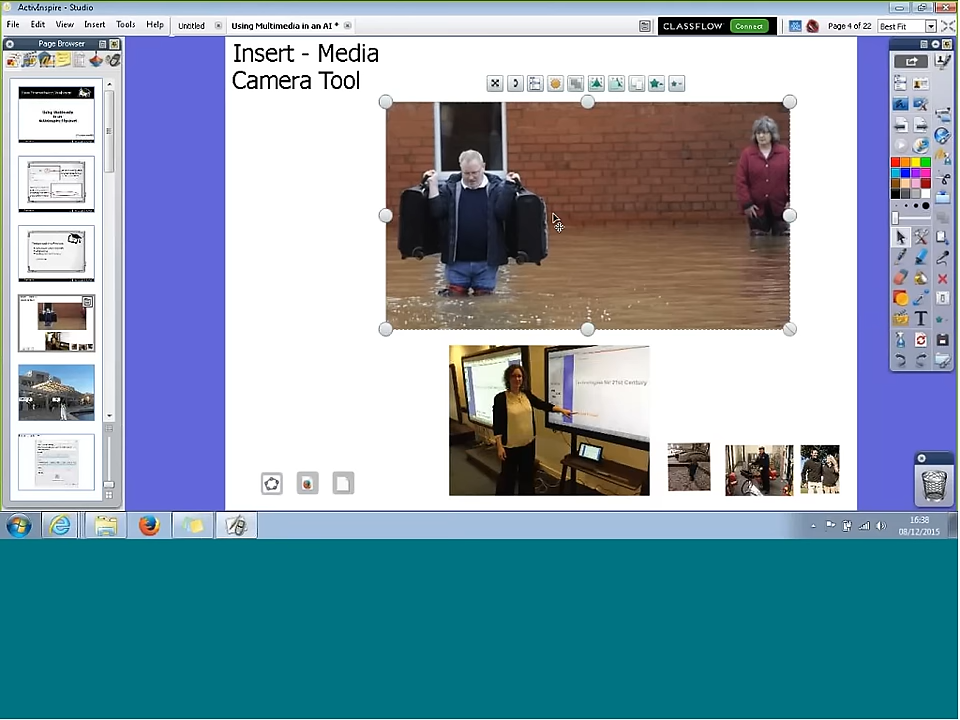 ActivInspire - Studio
File Edit View Insert Tools Help
Untitled
Using Multimedia in an AI *
CLASSFLOW
Connect
Page 4 of 22
Best Fit
Page Browser
Insert - Media
Camera Tool
Technologies for 21st Century
16:38
08/12/2015